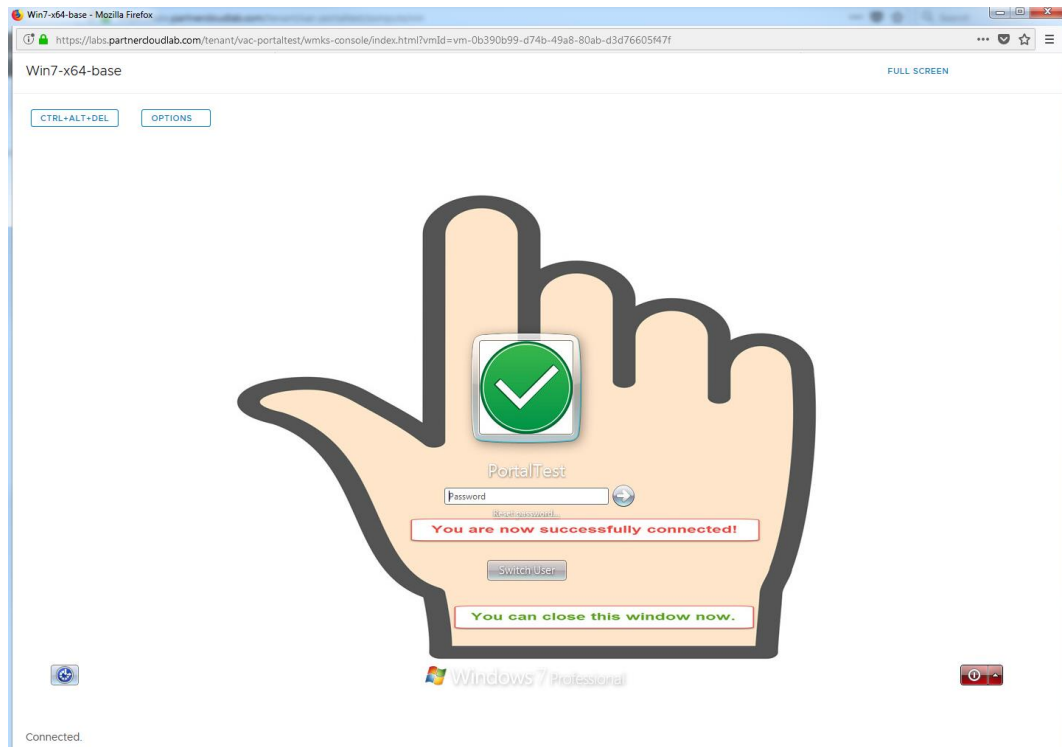 Win7-x64-base - Mozilla Firefox
https://labs.partnercloudlab.com/tenant/vac-portaltest/wmks-console/index.html?vmId=vm-0b390b99-d74b-49a8-80ab-d3d76605f47f
Win7-x64-base
FULL SCREEN
CTRL+ALT+DEL OPTIONS
PortalTest
Password
Reset password...
You are now successfully connected!
Switch User
You can close this window now.
Windows 7 Professional
Connected.